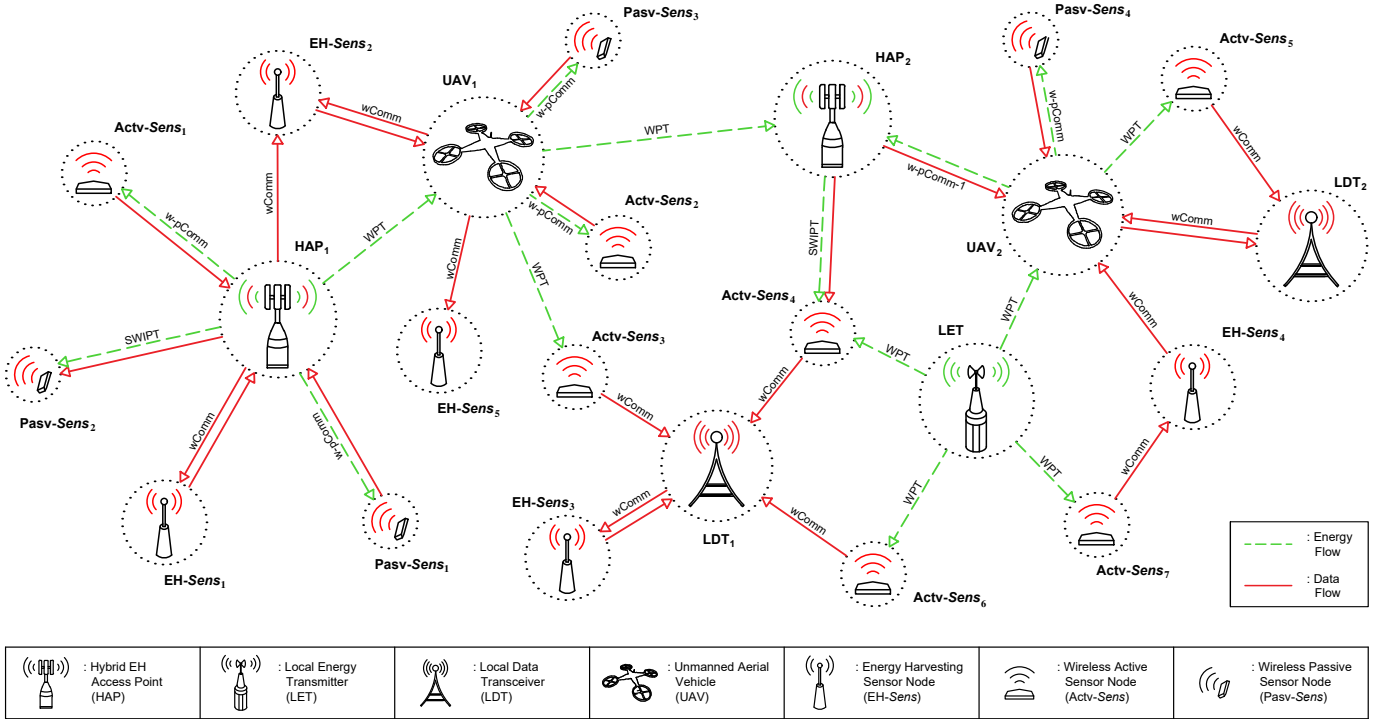 Pasv-Sens3
Pasv-Sens4
EH-Sens2
Actv-Sens5
HAP2
UAV1
w-pComm
w-pComm
wComm
WPT
WPT
wComm
Actv-Sens1
w-pComm-1
LDT2
wComm
Actv-Sens2
w-pComm
wComm
w-pComm
HAP1
WPT
SWIPT
UAV2
wComm
WPT
Actv-Sens4
wComm
WPT
SWIPT
Actv-Sens3
WPT
LET
EH-Sens4
wComm
EH-Sens5
wComm
Pasv-Sens2
wComm
w-pComm
wComm
WPT
WPT
EH-Sens3
wComm
wComm
LDT1
EH-Sens1
Pasv-Sens1
Actv-Sens7
Actv-Sens6
: Energy
Flow
: Data
Flow
: Hybrid EH
Access Point
(HAP)
: Local Energy
Transmitter
(LET)
: Local Data
Transceiver
(LDT)
: Unmanned Aerial
Vehicle
(UAV)
: Energy Harvesting
Sensor Node
(EH-Sens)
: Wireless Active
Sensor Node
(Actv-Sens)
: Wireless Passive
Sensor Node
(Pasv-Sens)